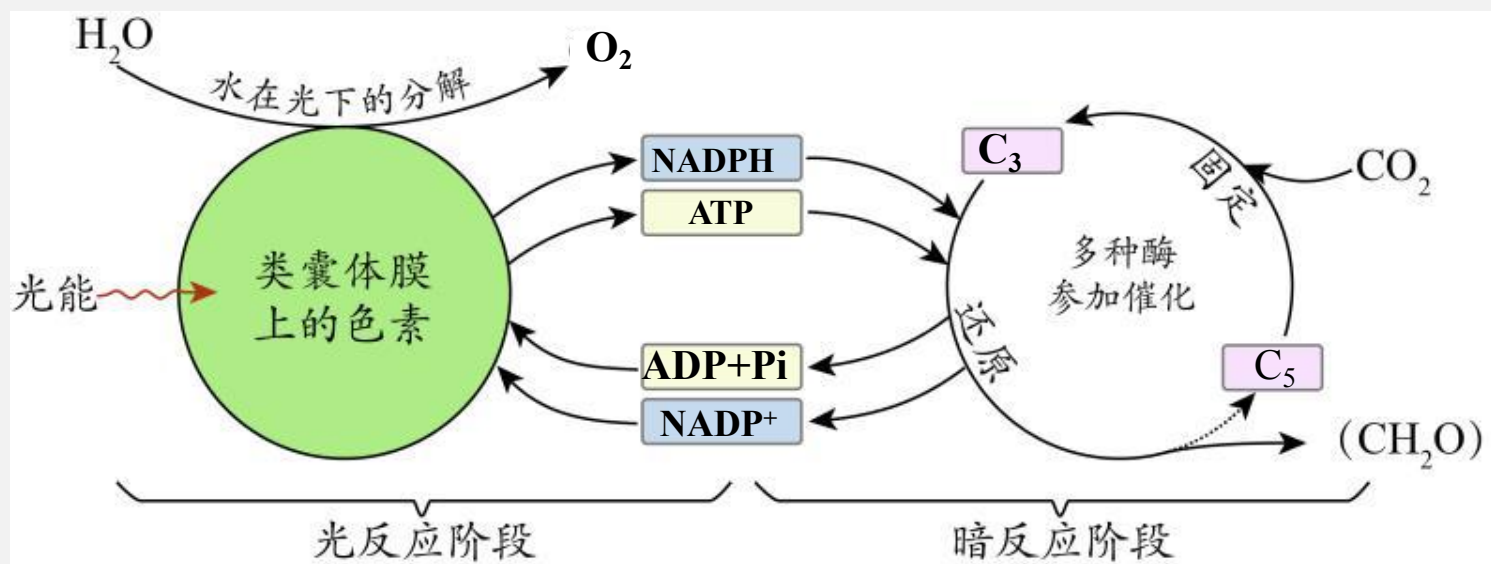 H₂O
O₂
水在光下的分解
NADPH
ATP
C₃
固定
CO₂
光能
类囊体膜
上的色素
多种酶
参加催化
还原
ADP+Pi
NADP⁺
C₅
(CH₂O)
光反应阶段
暗反应阶段